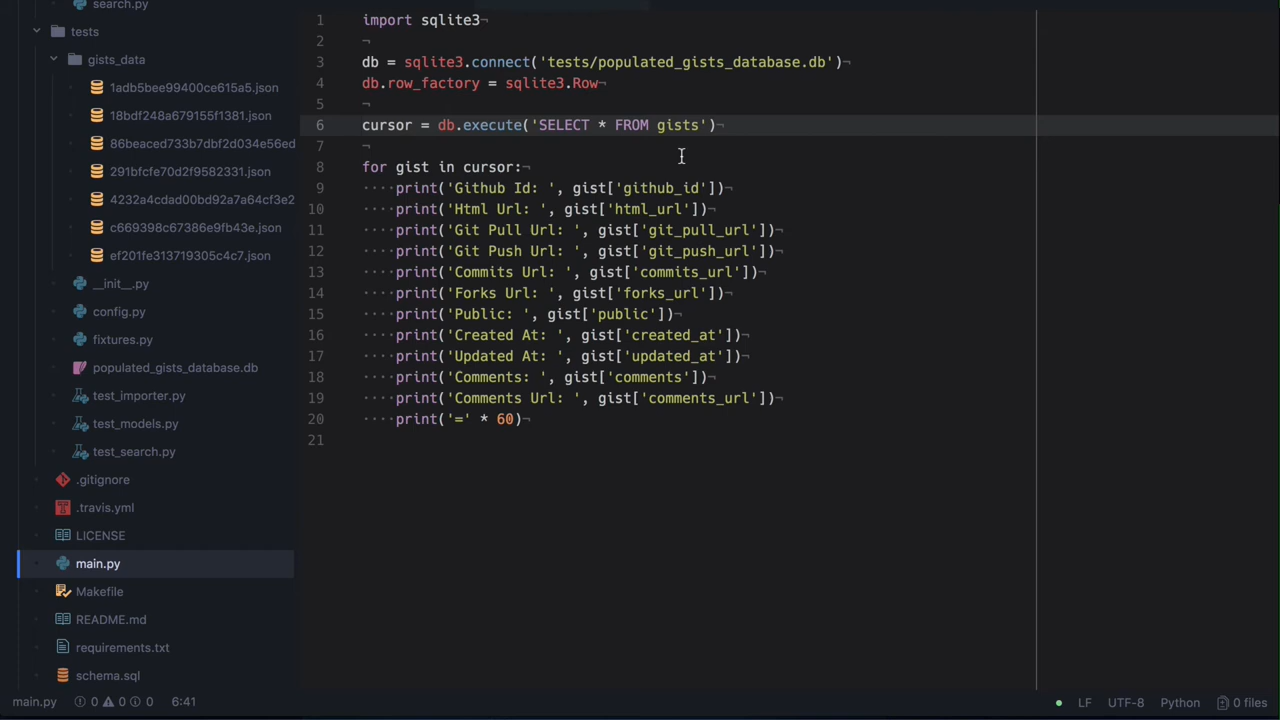 search.py
tests
gists_data
1adb5bee99400ce615a5.json
18bdf248a679155f1381.json
86beaced733b7dbf2d034e56ed
291bfcfe70d2f9582331.json
4232a4cdad00bd92a7a64cf3e2
c669398c67386e9fb43e.json
ef201fe313719305c4c7.json
__init__.py
config.py
fixtures.py
populated_gists_database.db
test_importer.py
test_models.py
test_search.py
.gitignore
.travis.yml
LICENSE
main.py
Makefile
README.md
requirements.txt
schema.sql
1 import sqlite3¬
2 ¬
3 db = sqlite3.connect('tests/populated_gists_database.db')¬
4 db.row_factory = sqlite3.Row¬
5 ¬
6 cursor = db.execute('SELECT * FROM gists')¬
7 ¬
8 for gist in cursor:¬
9 ····print('Github Id: ', gist['github_id'])¬
10 ····print('Html Url: ', gist['html_url'])¬
11 ····print('Git Pull Url: ', gist['git_pull_url'])¬
12 ····print('Git Push Url: ', gist['git_push_url'])¬
13 ····print('Commits Url: ', gist['commits_url'])¬
14 ····print('Forks Url: ', gist['forks_url'])¬
15 ····print('Public: ', gist['public'])¬
16 ····print('Created At: ', gist['created_at'])¬
17 ····print('Updated At: ', gist['updated_at'])¬
18 ····print('Comments: ', gist['comments'])¬
19 ····print('Comments Url: ', gist['comments_url'])¬
20 ····print('=' * 60)¬
21
main.py 0 0 0 6:41 LF UTF-8 Python 0 files